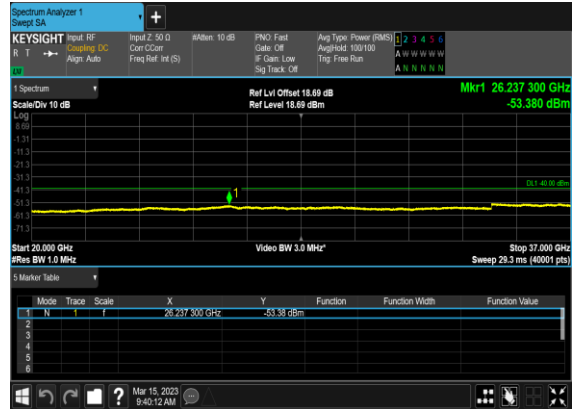 Spectrum Analyzer 1
Swept SA
+
KEYSIGHT
R T
Input: RF
Coupling: DC
Align: Auto
Input Z: 50 Ω
Corr CCorr
Freq Ref: Int (S)
#Atten: 10 dB
PNO: Fast
Gate: Off
IF Gain: Low
Sig Track: Off
Avg Type: Power (RMS)
Avg|Hold: 100/100
Trig: Free Run
1 2 3 4 5 6
A W W W W W
A N N N N N
1 Spectrum
Scale/Div 10 dB
Ref Lvl Offset 18.69 dB
Ref Level 18.69 dBm
Mkr1 26.237 300 GHz
-53.380 dBm
Log
8.69
-1.31
-11.3
-21.3
-31.3
-41.3
-51.3
-61.3
-71.3
DL1 -40.00 dBm
1
Start 20.000 GHz
#Res BW 1.0 MHz
Video BW 3.0 MHz*
Stop 37.000 GHz
Sweep 29.3 ms (40001 pts)
5 Marker Table
Mode Trace Scale X Y Function Function Width Function Value
1 N 1 f 26.237 300 GHz -53.38 dBm
2
3
4
5
6
?
Mar 15, 2023
9:40:12 AM